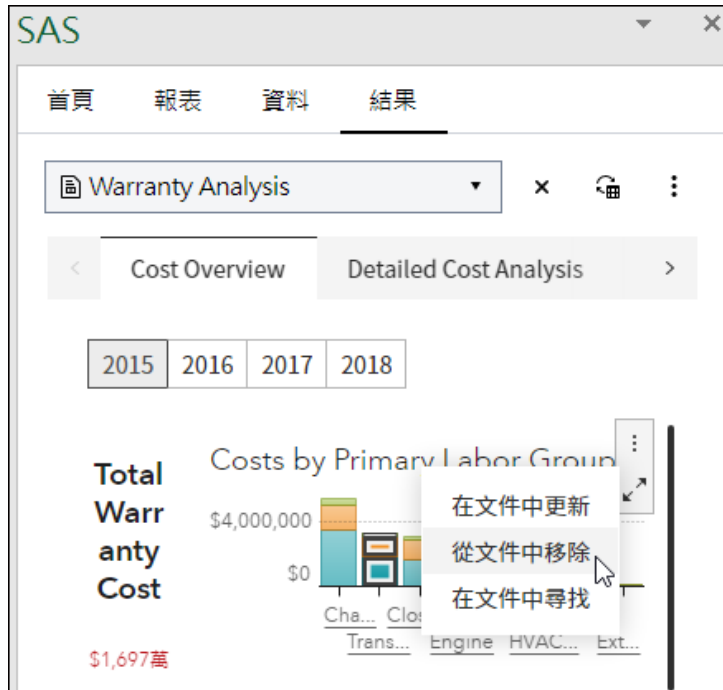 SAS
首頁 報表 資料 結果
Warranty Analysis
Cost Overview Detailed Cost Analysis
2015 2016 2017 2018
Costs by Primary Labor Group
Total
Warr
anty
Cost
$1,697萬
$4,000,000
$0
Cha... Clos
Trans... Engine HVAC... Ext...
在文件中更新
從文件中移除
在文件中尋找